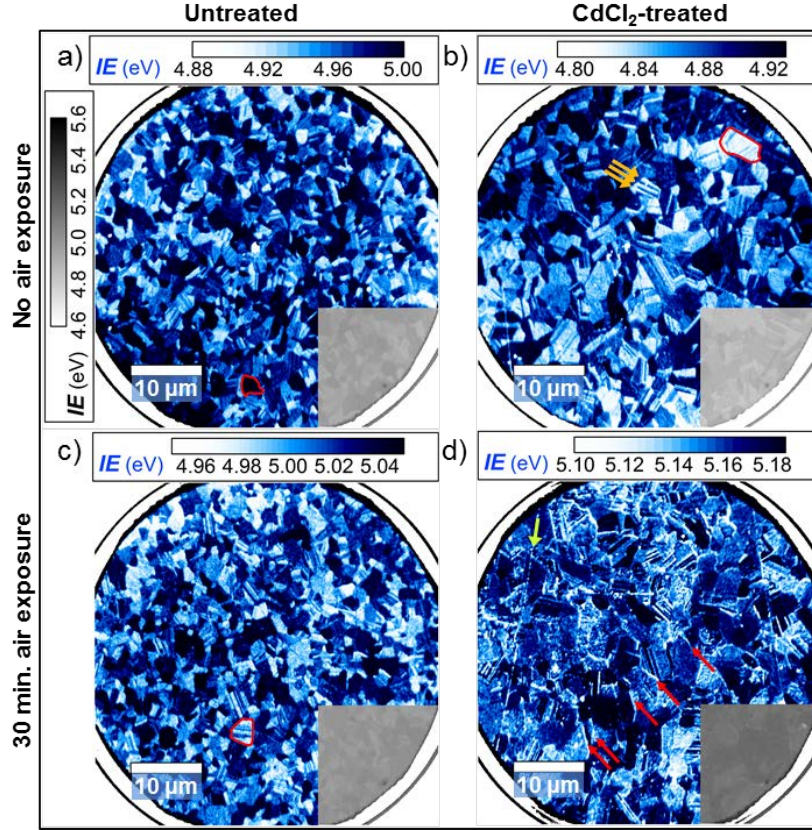 Untreated
CdCl₂-treated
No air exposure
30 min. air exposure
a)
IE (eV)
4.88 4.92 4.96 5.00
IE (eV)
4.6 4.8 5.0 5.2 5.4 5.6
10 µm
b)
IE (eV)
4.80 4.84 4.88 4.92
10 µm
c)
IE (eV)
4.96 4.98 5.00 5.02 5.04
10 µm
d)
IE (eV)
5.10 5.12 5.14 5.16 5.18
10 µm